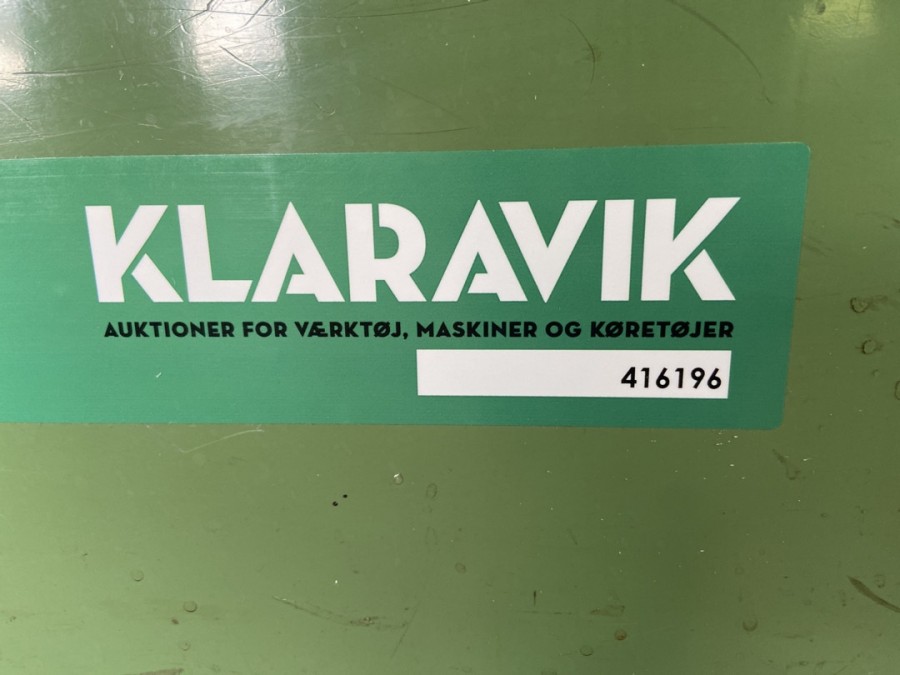 KLARAVIK
AUKTIONER FOR VÆRKTØJ, MASKINER OG KØRETØJER
416196